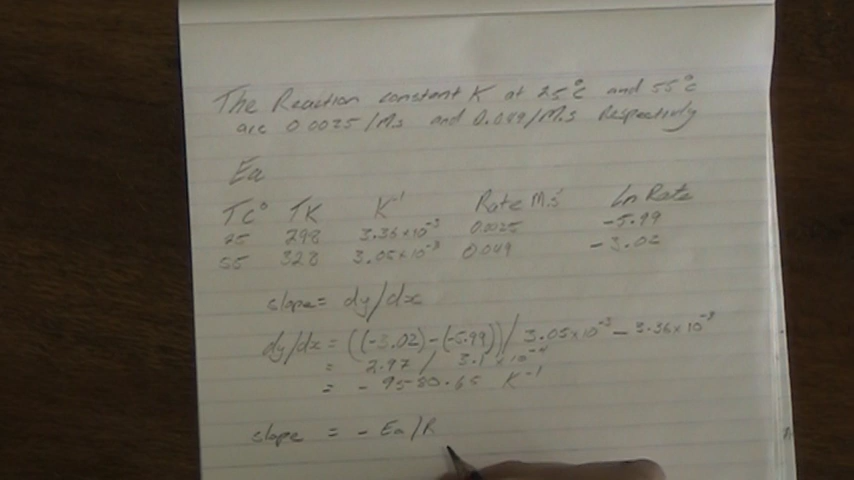 The Reaction constant K at 25°C and 55°C
are 0.0025/M.s and 0.049/M.s Respectively
Ea
TC° TK K⁻¹ Rate M.s⁻¹ ln Rate
25 298 3.36×10⁻³ 0.0025 -5.99
55 328 3.05×10⁻³ 0.049 -3.02
slope = dy/dx
dy/dx = ((-3.02)-(-5.99))/ 3.05×10⁻³ - 3.36×10⁻³
= 2.97 / 3.1 ×10⁻⁴
= - 9580.65 K⁻¹
slope = - Ea/R